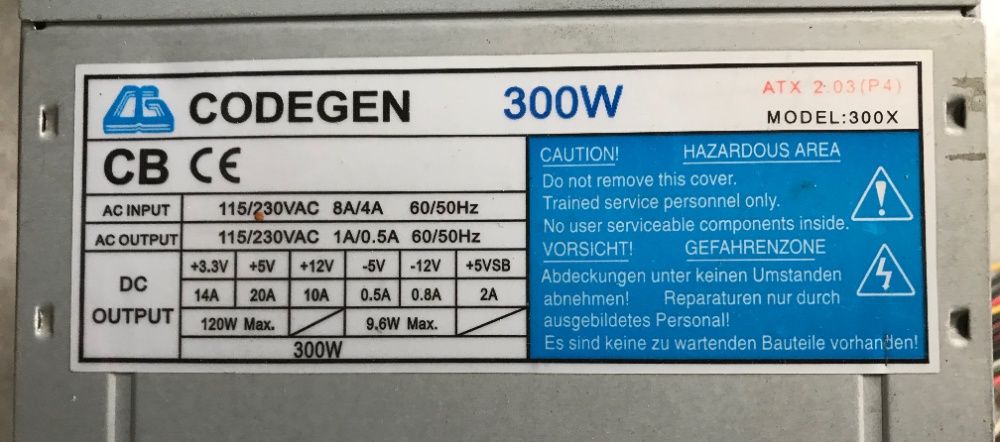 CODEGEN 300W ATX 2.03(P4)
MODEL:300X
CB CE
AC INPUT 115/230VAC 8A/4A 60/50Hz
AC OUTPUT 115/230VAC 1A/0.5A 60/50Hz
DC OUTPUT
+3.3V +5V +12V -5V -12V +5VSB
14A 20A 10A 0.5A 0.8A 2A
120W Max. 9.6W Max.
300W
CAUTION! HAZARDOUS AREA
Do not remove this cover.
Trained service personnel only.
No user serviceable components inside.
VORSICHT! GEFAHRENZONE
Abdeckungen unter keinen Umstanden
abnehmen! Reparaturen nur durch
ausgebildetes Personal!
Es sind keine zu wartenden Bauteile vorhanden!